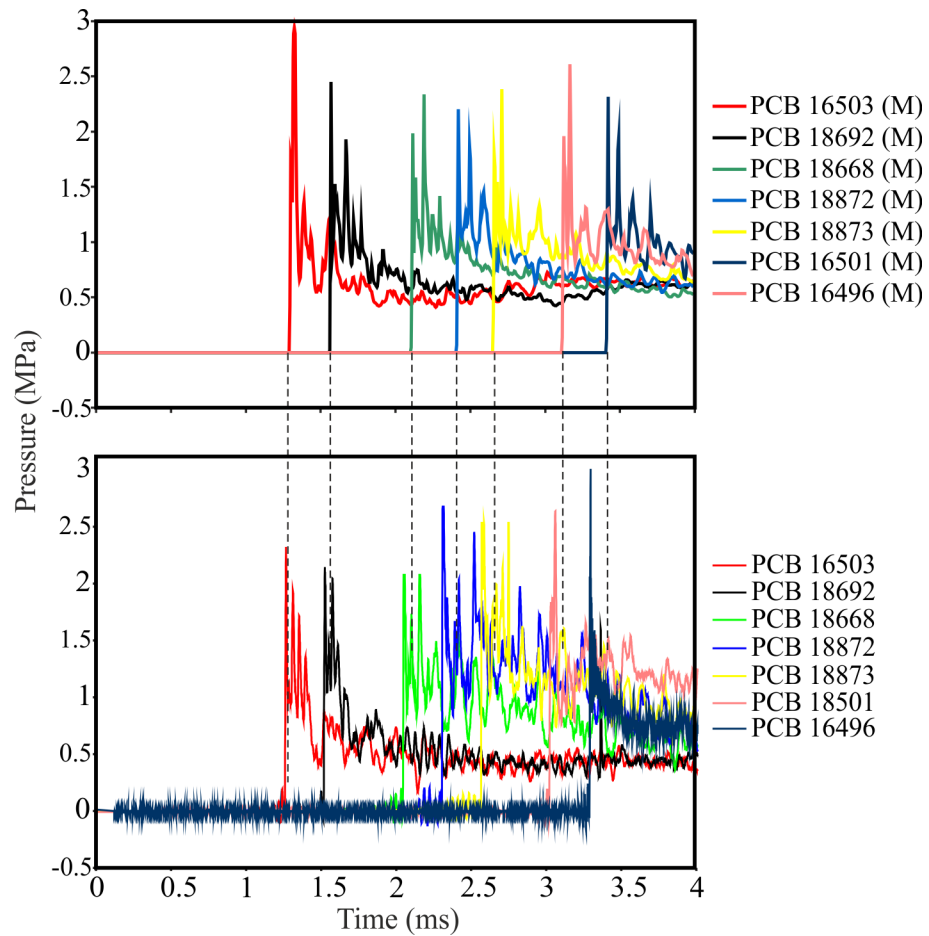 3
2.5
2
1.5
1
0.5
0
-0.5
PCB 16503 (M)
PCB 18692 (M)
PCB 18668 (M)
PCB 18872 (M)
PCB 18873 (M)
PCB 16501 (M)
PCB 16496 (M)
Pressure (MPa)
3
2.5
2
1.5
1
0.5
0
-0.5
PCB 16503
PCB 18692
PCB 18668
PCB 18872
PCB 18873
PCB 18501
PCB 16496
0 0.5 1 1.5 2 2.5 3 3.5 4
Time (ms)